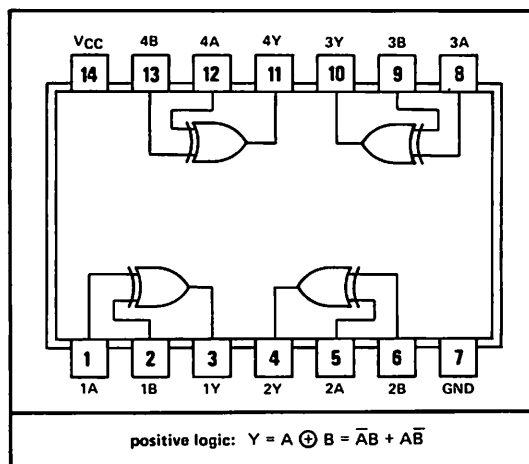 VCC 4B 4A 4Y 3Y 3B 3A
14 13 12 11 10 9 8
1 2 3 4 5 6 7
1A 1B 1Y 2Y 2A 2B GND
positive logic: Y = A ⊕ B = A̅B + AB̅